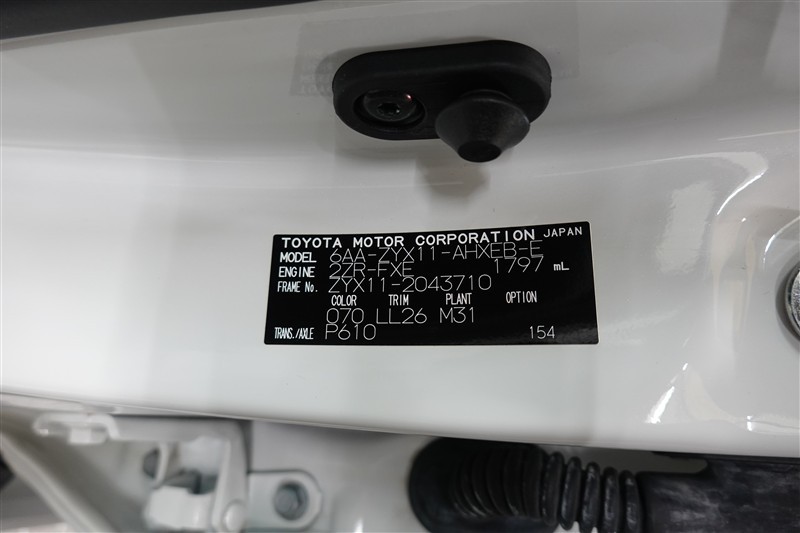 TOYOTA MOTOR CORPORATION JAPAN
MODEL 6AA-ZYX11-AHXEB-E
ENGINE 2ZR-FXE 1797 mL
FRAME No. ZYX11-2043710
COLOR TRIM PLANT OPTION
070 LL26 M31
TRANS./AXLE P610 154